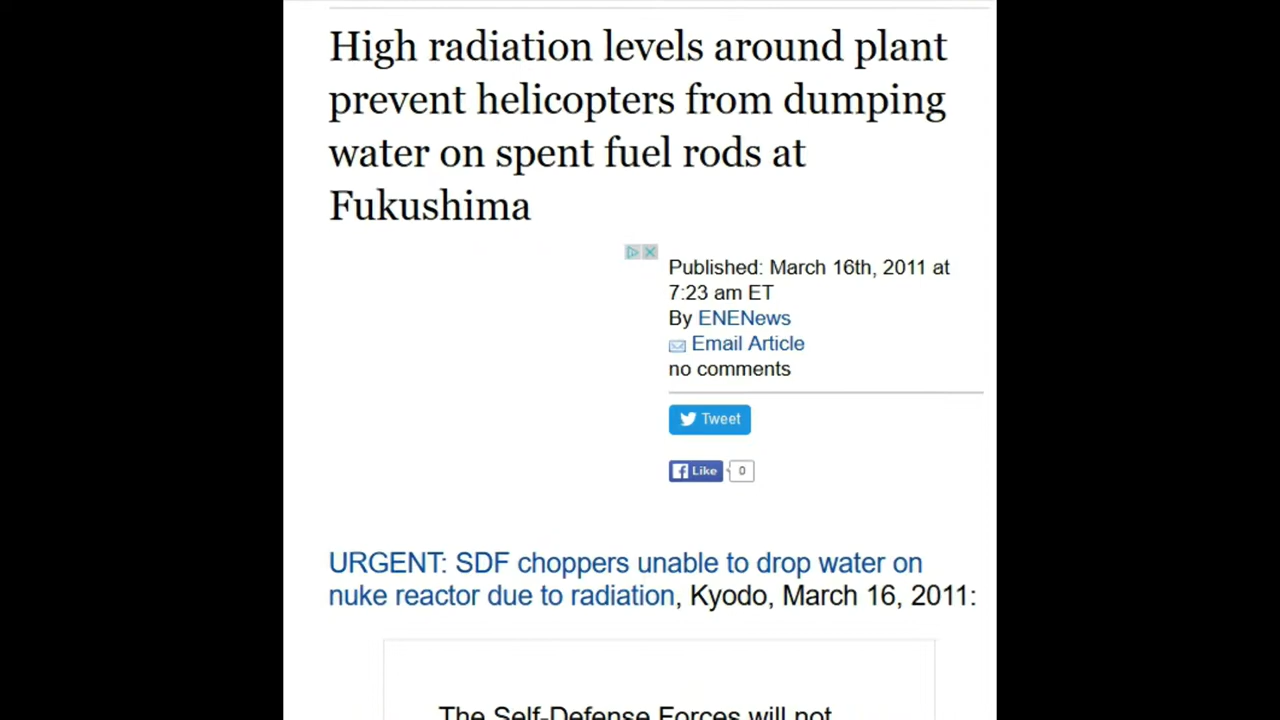 High radiation levels around plant
prevent helicopters from dumping
water on spent fuel rods at
Fukushima
Published: March 16th, 2011 at
7:23 am ET
By ENENews
Email Article
no comments
Tweet
Like 0
URGENT: SDF choppers unable to drop water on
nuke reactor due to radiation, Kyodo, March 16, 2011:
The Self-Defense Forces will not